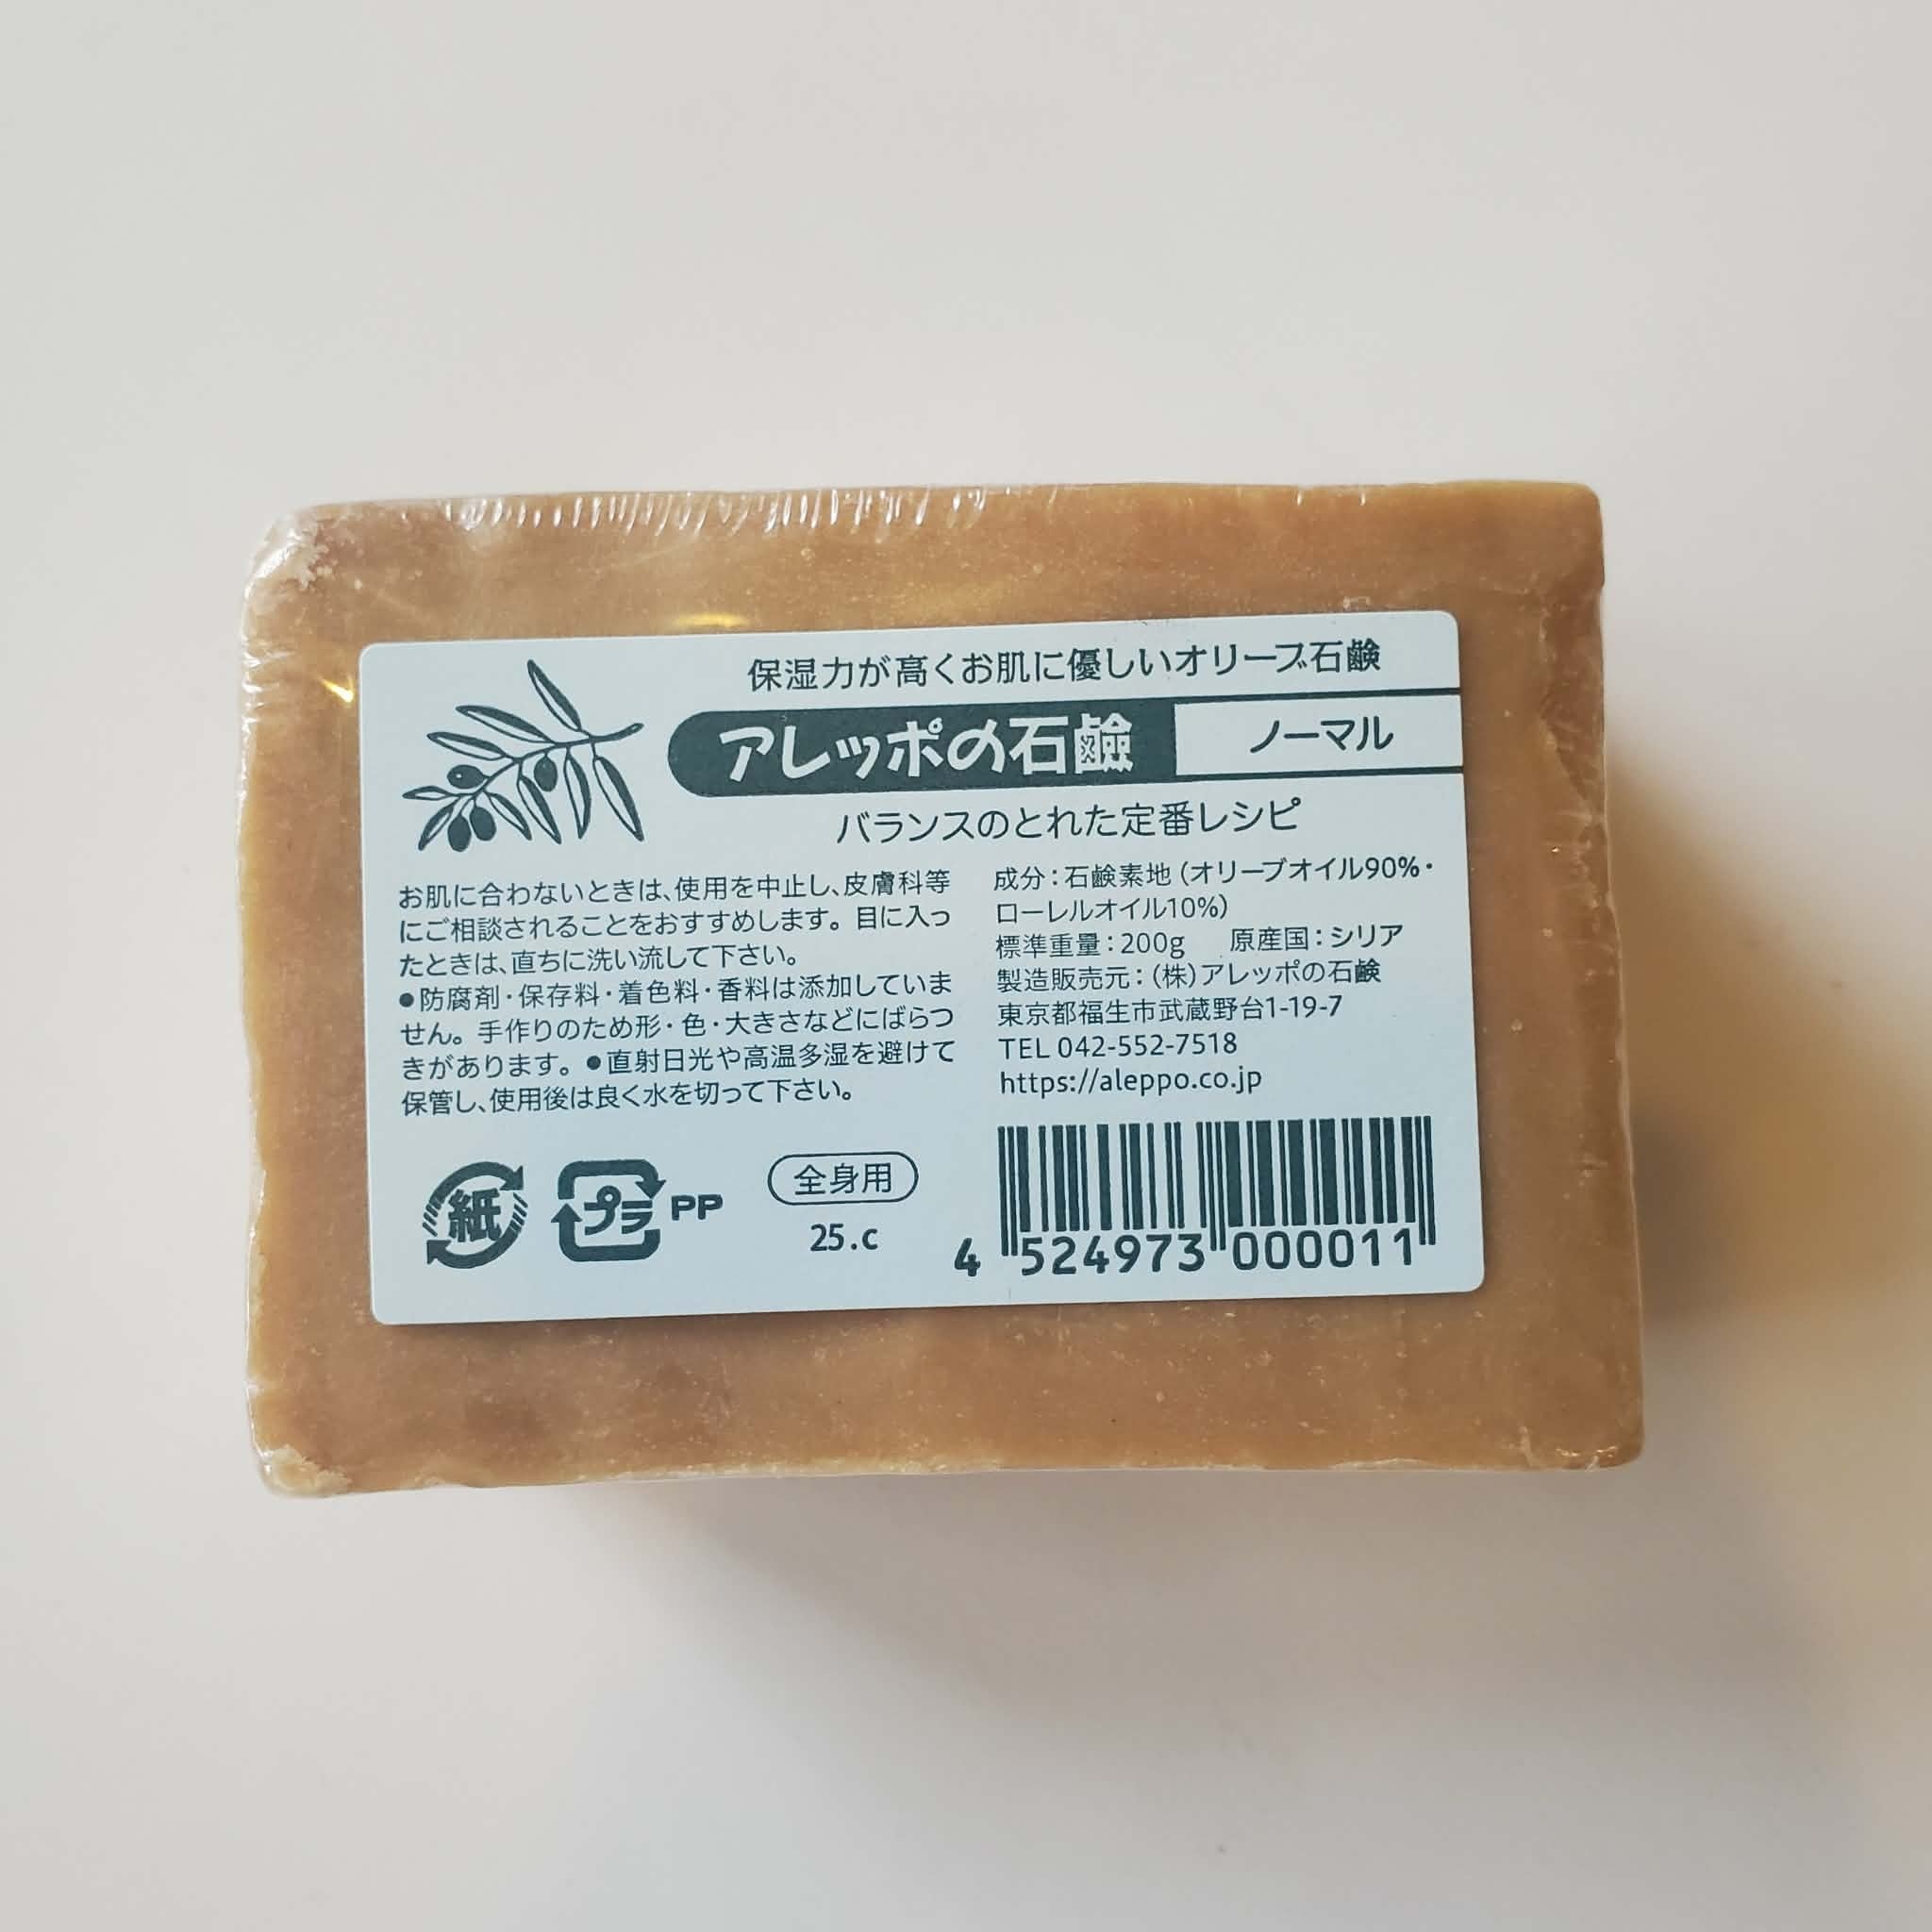 保湿力が高くお肌に優しいオリーブ石鹸
アレッポの石鹼
ノーマル
バランスのとれた定番レシピ
お肌に合わないときは、使用を中止し、皮膚科等
にご相談されることをおすすめします。目に入っ
たときは、直ちに洗い流して下さい。
●防腐剤・保存料・着色料・香料は添加していま
せん。手作りのため形・色・大きさなどにばらつ
きがあります。●直射日光や高温多湿を避けて
保管し、使用後は良く水を切って下さい。
成分：石鹸素地（オリーブオイル90%・
ローレルオイル10%）
標準重量：200g 原産国：シリア
製造販売元：（株）アレッポの石鹸
東京都福生市武蔵野台1-19-7
TEL 042-552-7518
https://aleppo.co.jp
紙
プラ PP
全身用
25.c
4 524973 000011